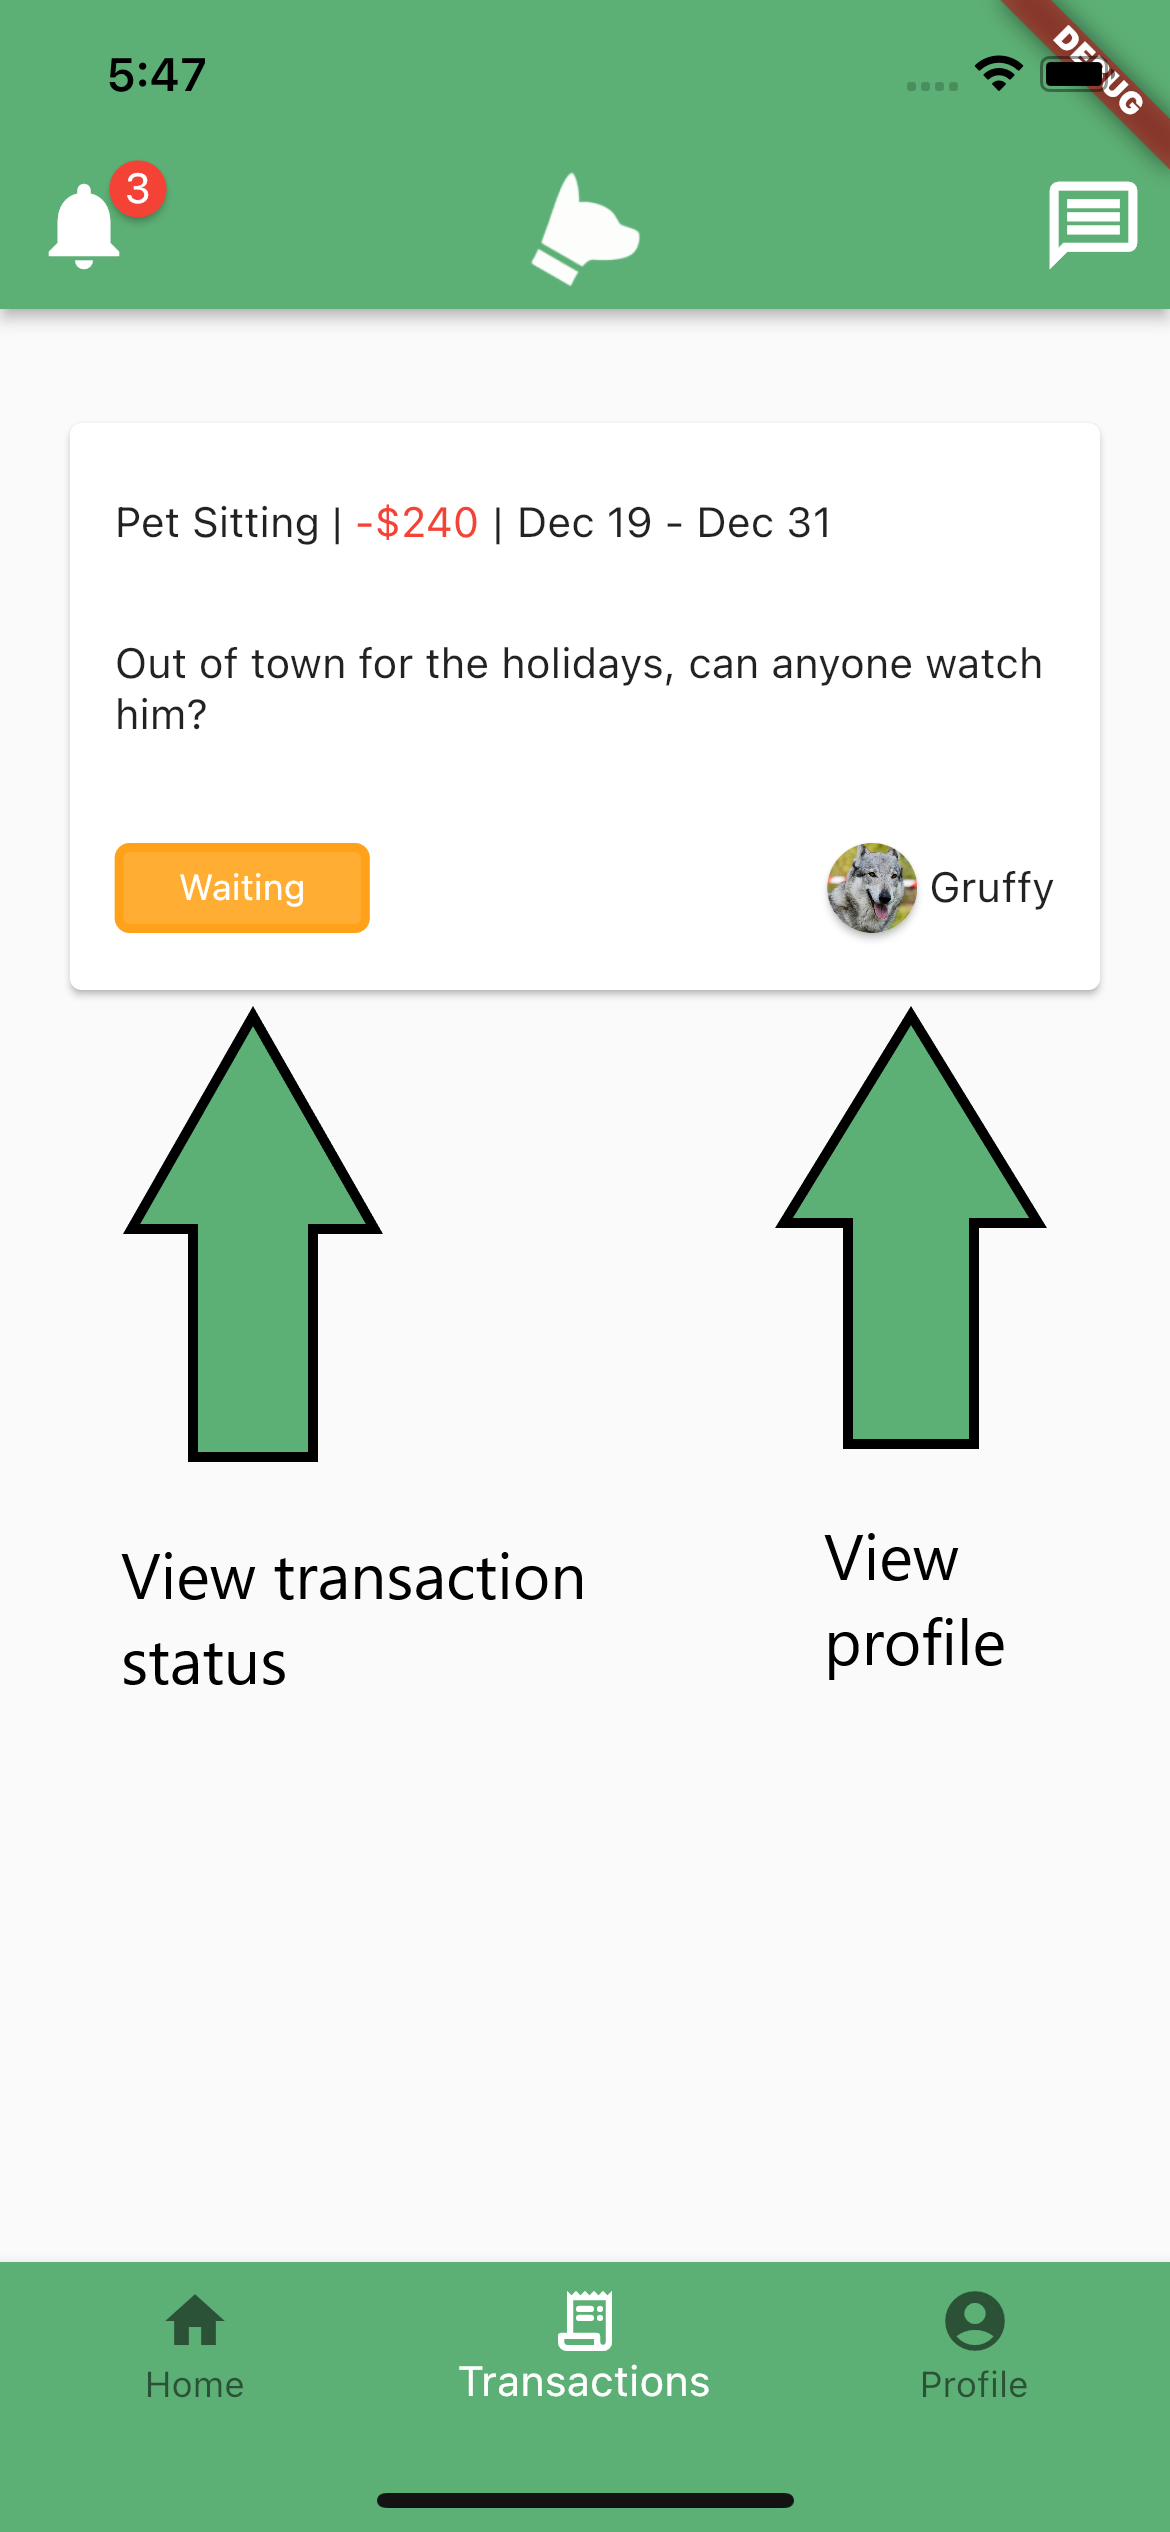 5:47
DEBUG
3
Pet Sitting | -$240 | Dec 19 - Dec 31
Out of town for the holidays, can anyone watch
him?
Waiting
Gruffy
View transaction
status
View
profile
Home
Transactions
Profile